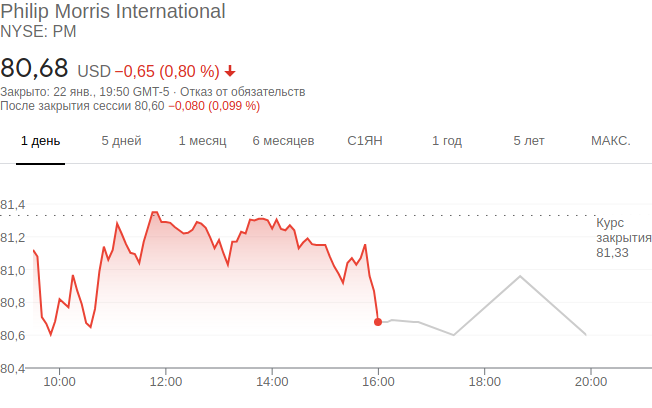 Philip Morris International
NYSE: PM
80,68 USD −0,65 (0,80 %)
Закрыто: 22 янв., 19:50 GMT-5 · Отказ от обязательств
После закрытия сессии 80,60 −0,080 (0,099 %)
1 день 5 дней 1 месяц 6 месяцев С1ЯН 1 год 5 лет МАКС.
81,4
81,2
81,0
80,8
80,6
80,4
Курс
закрытия
81,33
10:00 12:00 14:00 16:00 18:00 20:00